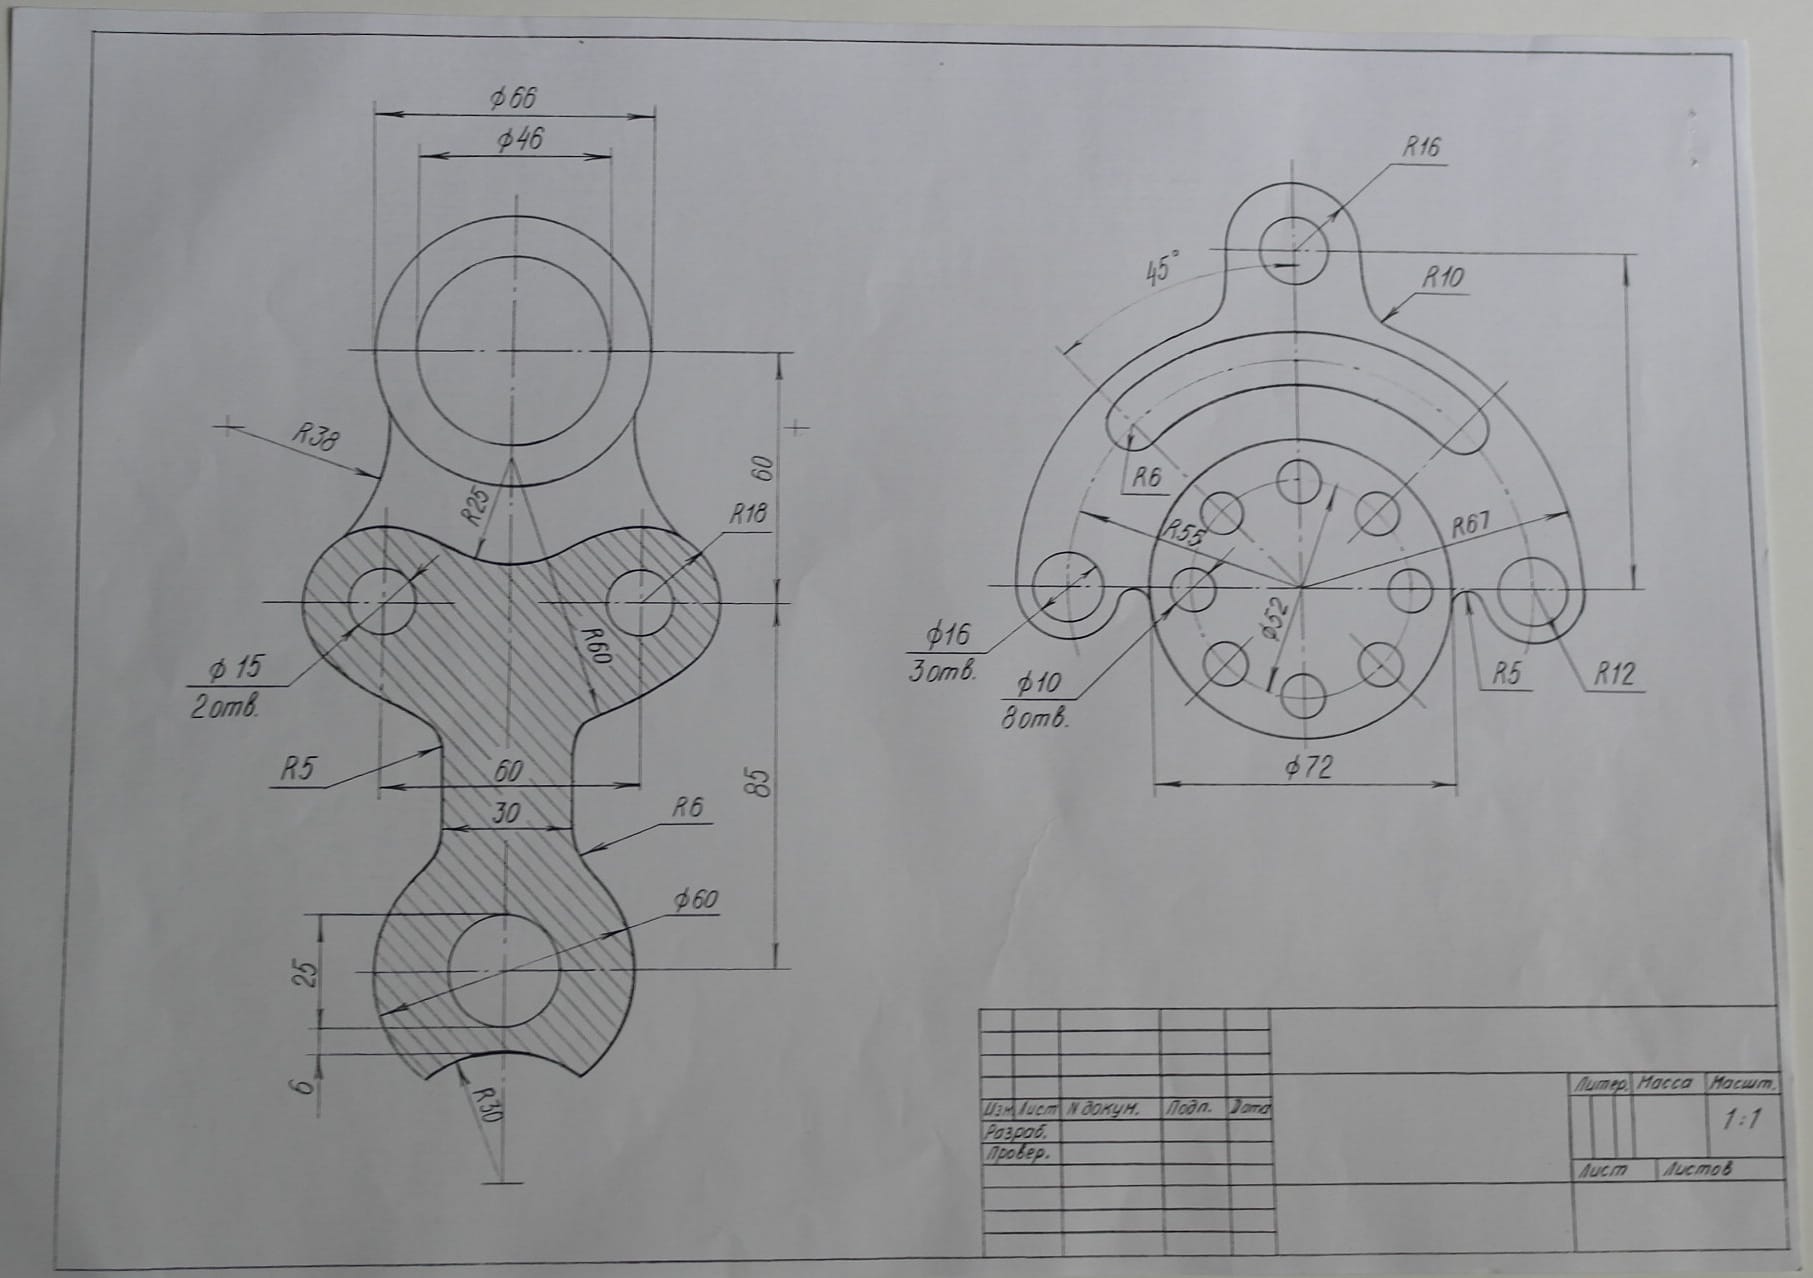 ϕ66
ϕ46
R38
R25
60
R18
R60
ϕ 15
2отв.
R5
60
85
30
R6
ϕ60
25
6
R30
R16
45°
R10
R6
R55
R67
ϕ52
ϕ16
3отв.
ϕ10
8отв.
R5
R12
ϕ72
Литер. Масса Масшт.
1:1
Изм Лист N докум. Подп. Дата
Разраб.
Провер.
Лист Листов